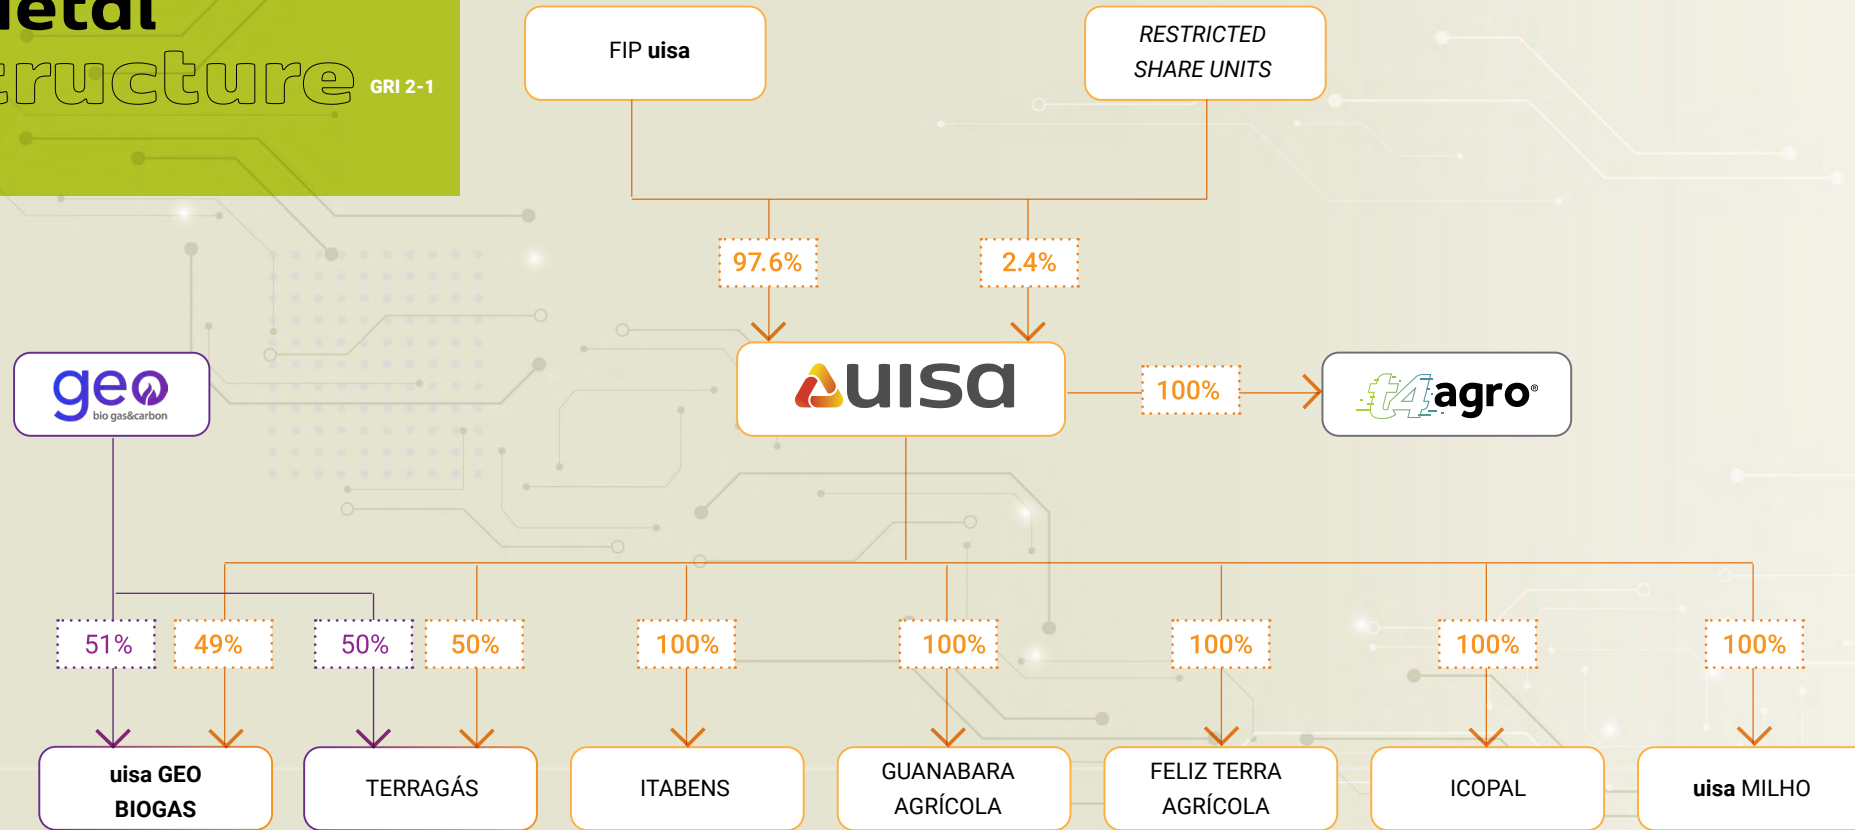 ietal
tructure GRI 2-1
FIP uisa
RESTRICTED
SHARE UNITS
97.6%
2.4%
geo
bio gas&carbon
uisa
100%
t4agro®
51%
49%
50%
50%
100%
100%
100%
100%
100%
uisa GEO
BIOGAS
TERRAGÁS
ITABENS
GUANABARA
AGRÍCOLA
FELIZ TERRA
AGRÍCOLA
ICOPAL
uisa MILHO